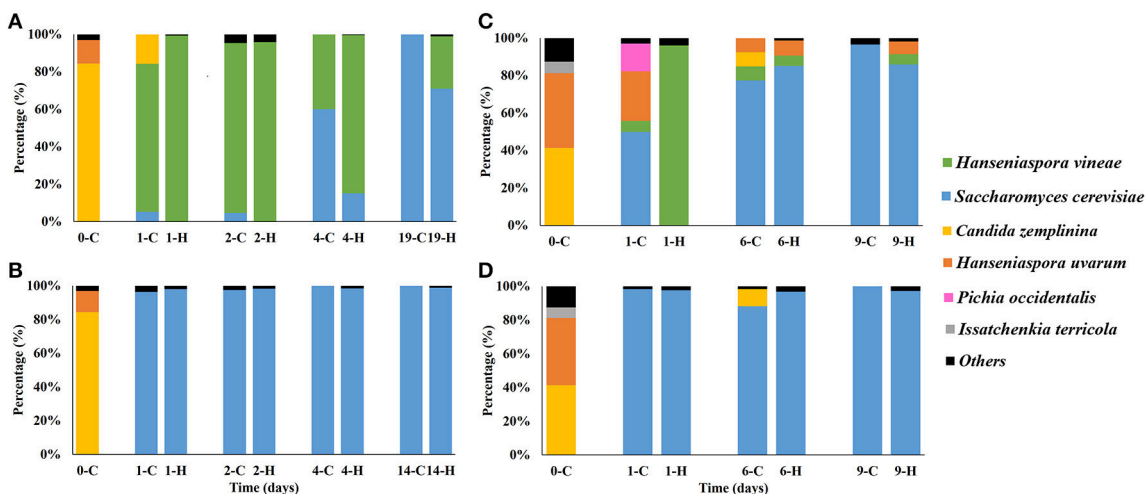 A
Percentage (%)
100%
80%
60%
40%
20%
0%
0-C 1-C 1-H 2-C 2-H 4-C 4-H 19-C 19-H
B
Percentage (%)
100%
80%
60%
40%
20%
0%
0-C 1-C 1-H 2-C 2-H 4-C 4-H 14-C 14-H
Time (days)
C
Percentage (%)
100%
80%
60%
40%
20%
0%
0-C 1-C 1-H 6-C 6-H 9-C 9-H
D
Percentage (%)
100%
80%
60%
40%
20%
0%
0-C 1-C 1-H 6-C 6-H 9-C 9-H
Time (days)
Hanseniaspora vineae
Saccharomyces cerevisiae
Candida zemplinina
Hanseniaspora uvarum
Pichia occidentalis
Issatchenkia terricola
Others